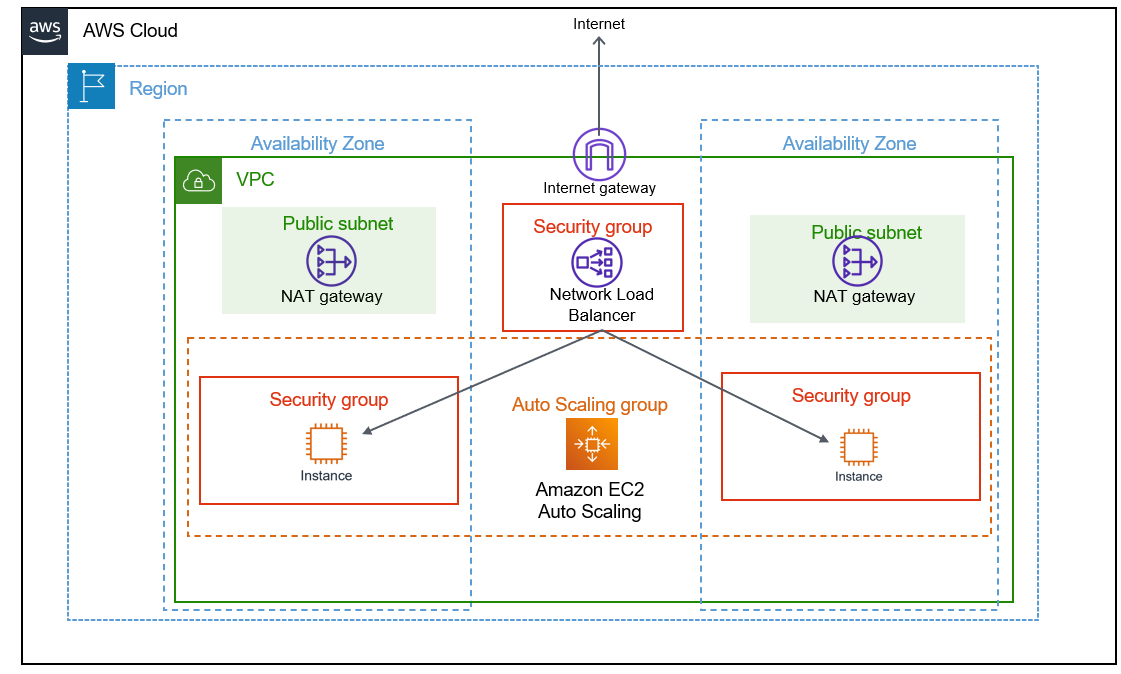 Internet
aws
AWS Cloud
Region
Availability Zone
Availability Zone
VPC
Internet gateway
Public subnet
NAT gateway
Security group
Network Load
Balancer
Public subnet
NAT gateway
Security group
Instance
Auto Scaling group
Amazon EC2
Auto Scaling
Security group
Instance